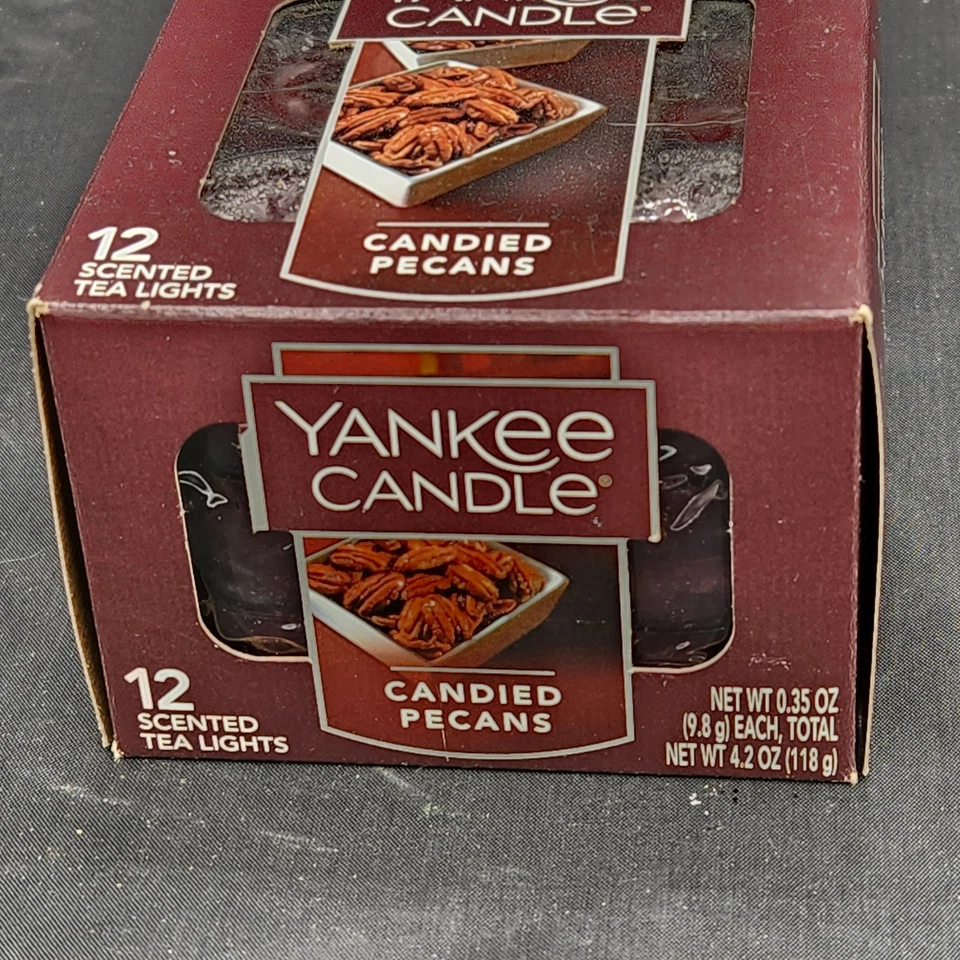 CANDLE®
CANDIED
PECANS
12
SCENTED
TEA LIGHTS
YANKEE
CANDLE®
CANDIED
PECANS
12
SCENTED
TEA LIGHTS
NET WT 0.35 OZ
(9.8 g) EACH, TOTAL
NET WT 4.2 OZ (118 g)